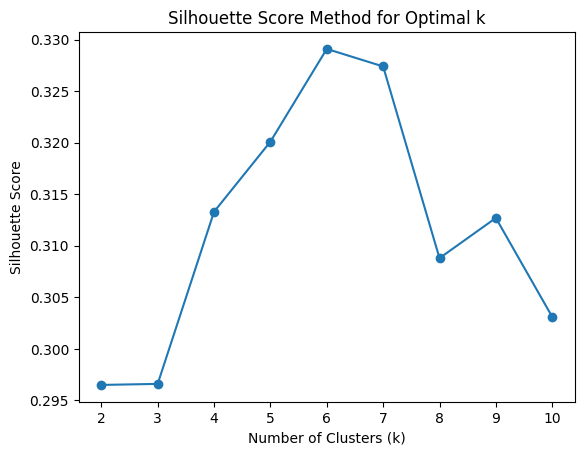 Silhouette Score Method for Optimal k
0.330
0.325
0.320
0.315
0.310
0.305
0.300
0.295
Silhouette Score
2 3 4 5 6 7 8 9 10
Number of Clusters (k)